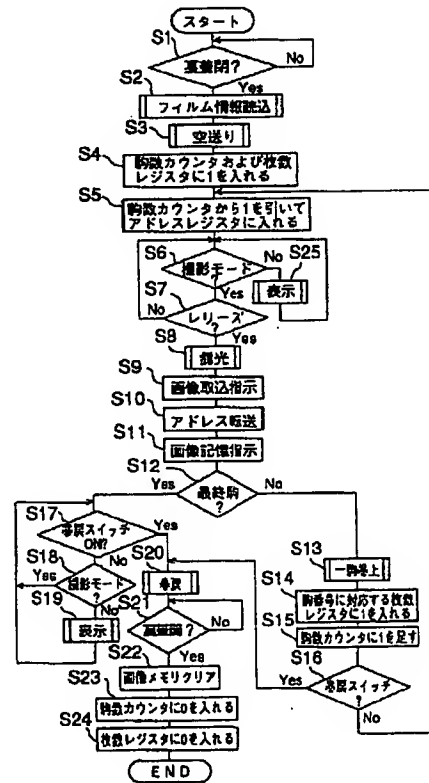 スタート
S1
裏蓋閉?
No
Yes
S2
フィルム情報読込
S3
空送り
S4
駒数カウンタおよび枚数
レジスタに1を入れる
S5
駒数カウンタから1を引いて
アドレスレジスタに入れる
S6
撮影モード
?
No
Yes
S25
表示
S7
レリーズ
?
No
Yes
S8
露光
S9
画像取込指示
S10
アドレス転送
S11
画像記憶指示
S12
最終駒
?
Yes
No
S17
巻戻スイッチ
ON?
Yes
No
S18
撮影モード
?
Yes
No
S19
表示
S20
巻戻
S21
裏蓋開?
No
Yes
S22
画像メモリクリア
S23
駒数カウンタに0を入れる
S24
枚数レジスタに0を入れる
END
S13
一駒巻上
S14
駒番号に対応する枚数
レジスタに1を入れる
S15
駒数カウンタに1を足す
S16
巻戻スイッチ
?
Yes
No